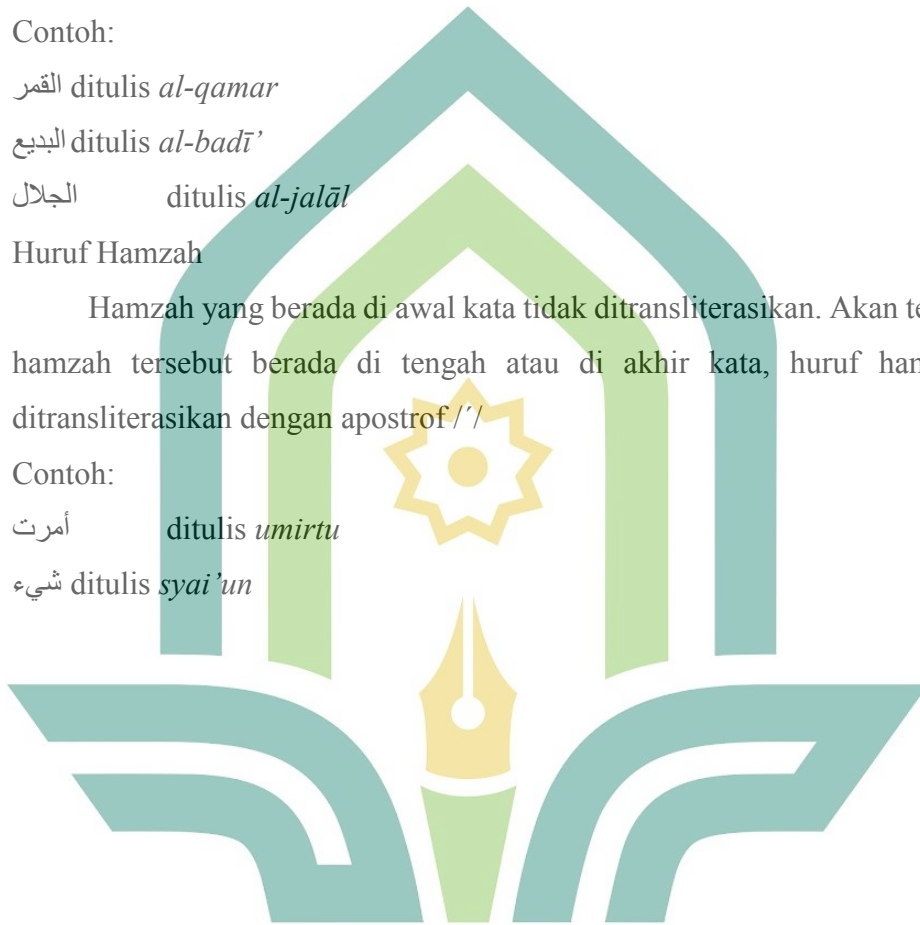 Contoh:
القمر ditulis al-qamar
البديع ditulis al-badī’
الجلال ditulis al-jalāl
Huruf Hamzah
Hamzah yang berada di awal kata tidak ditransliterasikan. Akan
hamzah tersebut berada di tengah atau di akhir kata, huruf
ditransliterasikan dengan apostrof /´/
Contoh:
أمرت ditulis umirtu
شيء ditulis syai’un